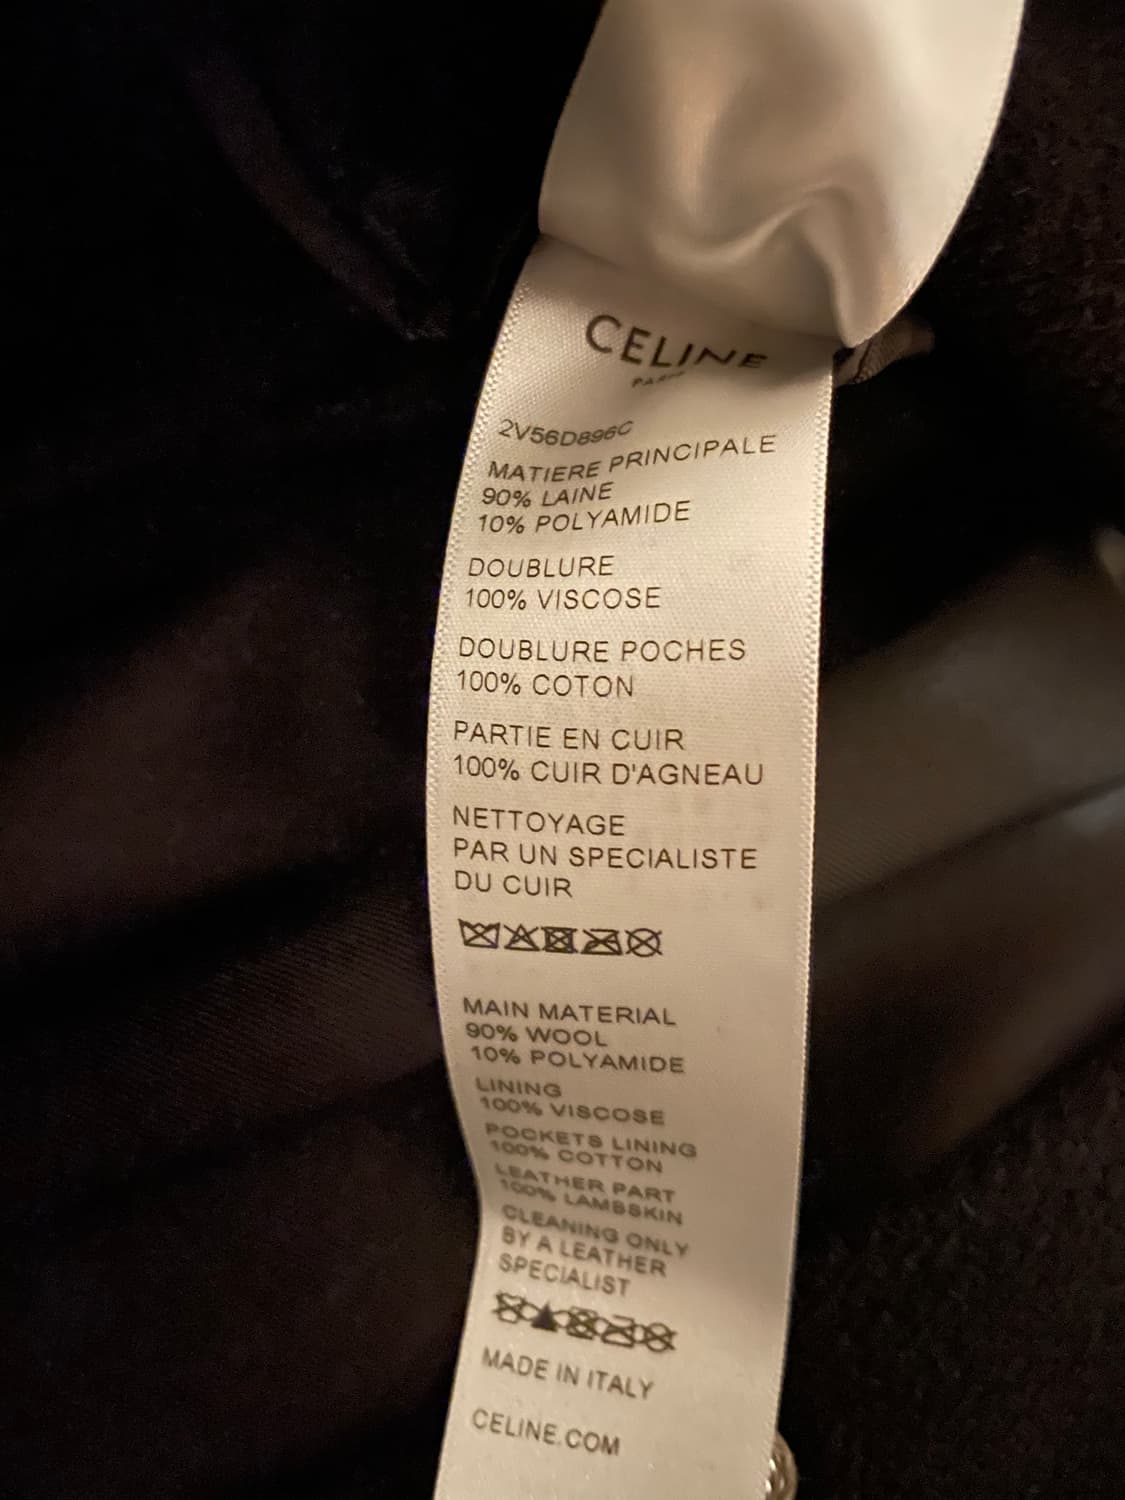 CELINE
PARIS
2V56D896C
MATIERE PRINCIPALE
90% LAINE
10% POLYAMIDE
DOUBLURE
100% VISCOSE
DOUBLURE POCHES
100% COTON
PARTIE EN CUIR
100% CUIR D'AGNEAU
NETTOYAGE
PAR UN SPECIALISTE
DU CUIR
MAIN MATERIAL
90% WOOL
10% POLYAMIDE
LINING
100% VISCOSE
POCKETS LINING
100% COTTON
LEATHER PART
100% LAMBSKIN
CLEANING ONLY
BY A LEATHER
SPECIALIST
MADE IN ITALY
CELINE.COM